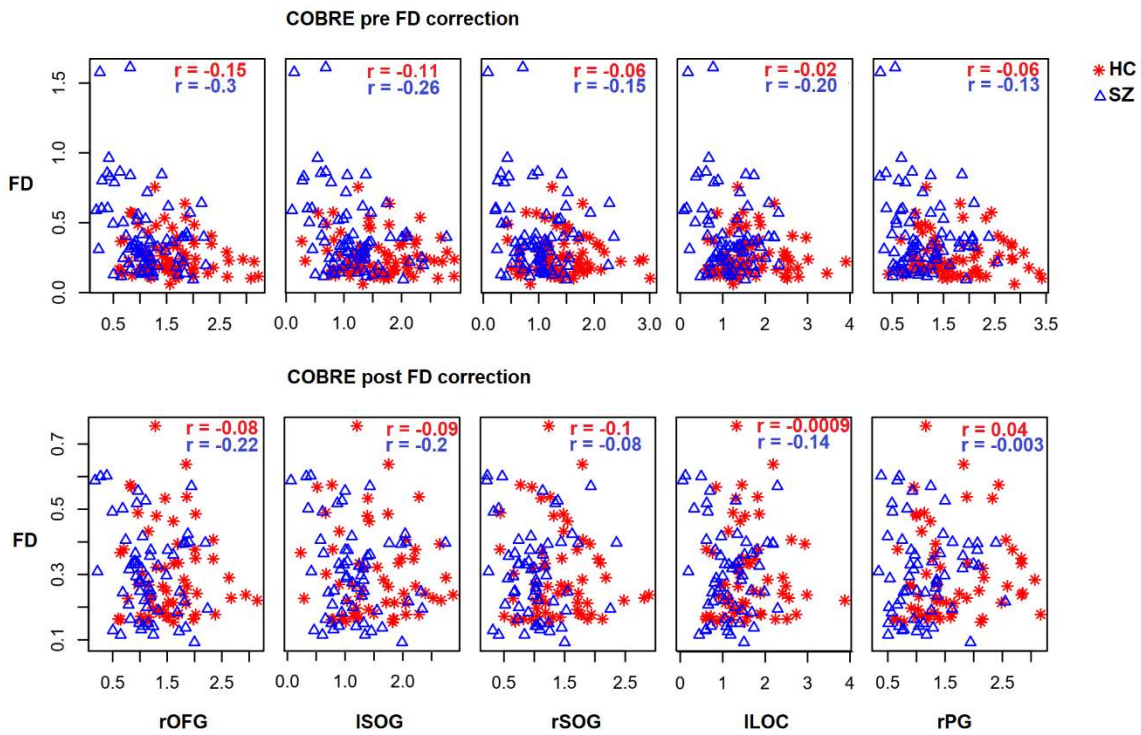 COBRE pre FD correction
r = -0.15
r = -0.3
r = -0.11
r = -0.26
r = -0.06
r = -0.15
r = -0.02
r = -0.20
r = -0.06
r = -0.13
HC
SZ
FD
0.0 0.5 1.0 1.5
0.5 1.5 2.5
0.0 1.0 2.0
0.0 1.0 2.0 3.0
0 1 2 3 4
0.5 1.5 2.5 3.5
COBRE post FD correction
r = -0.08
r = -0.22
r = -0.09
r = -0.2
r = -0.1
r = -0.08
r = -0.0009
r = -0.14
r = 0.04
r = -0.003
FD
0.1 0.3 0.5 0.7
0.5 1.5 2.5
0.0 1.0 2.0
0.5 1.5 2.5
0 1 2 3 4
0.5 1.5 2.5
rOFG
lSOG
rSOG
lLOC
rPG